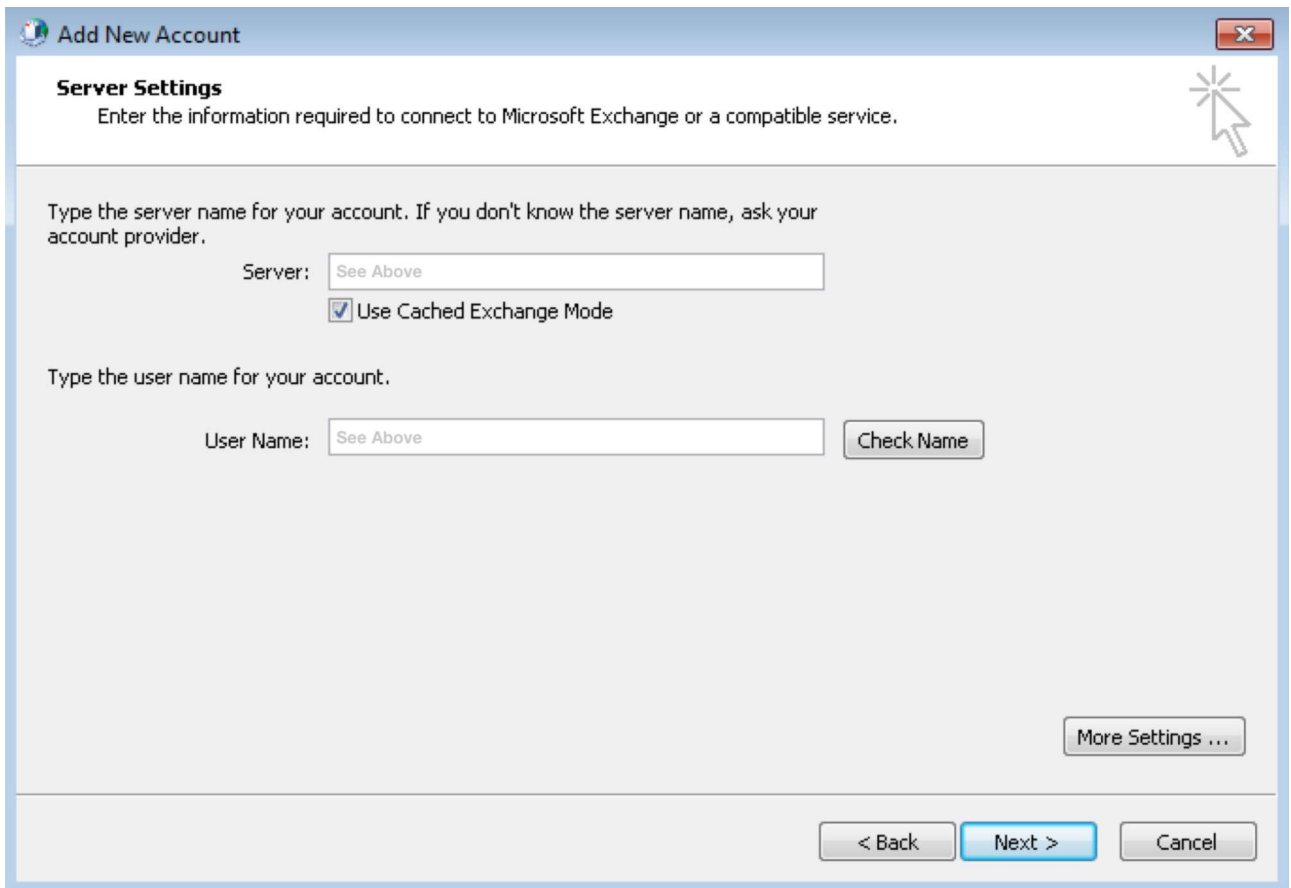 Add New Account
Server Settings
Enter the information required to connect to Microsoft Exchange or a compatible service.
Type the server name for your account. If you don't know the server name, ask your
account provider.
Server: See Above
Use Cached Exchange Mode
Type the user name for your account.
User Name: See Above Check Name
More Settings ...
< Back Next > Cancel